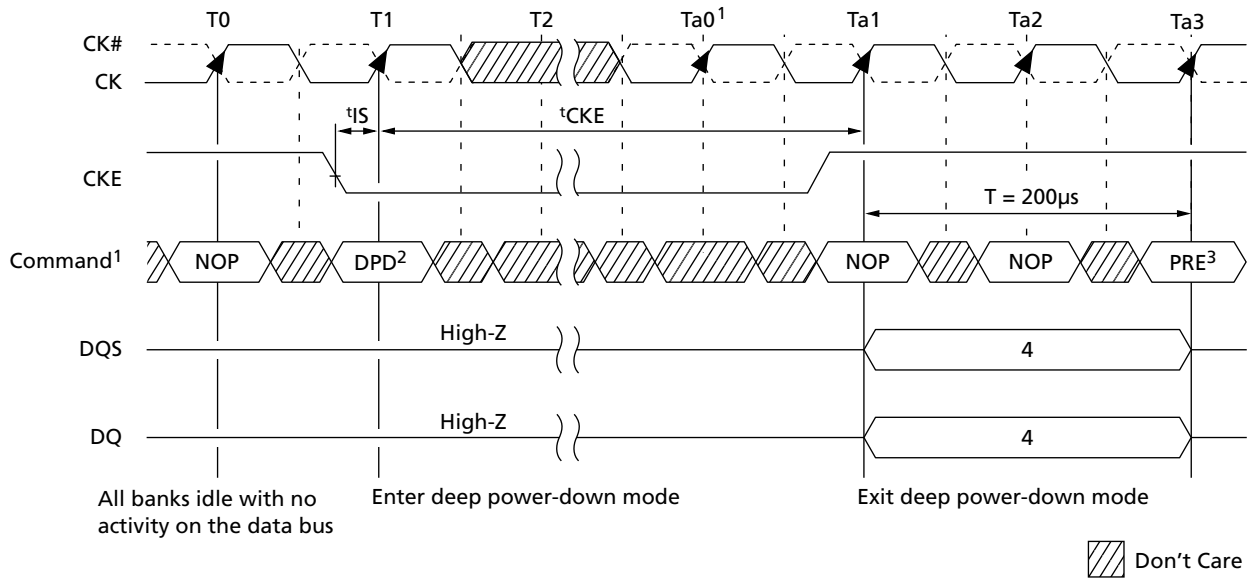 T0 T1 T2 Ta0¹ Ta1 Ta2 Ta3
CK#
CK
tIS tCKE
CKE
T = 200µs
Command¹ NOP DPD² NOP NOP PRE³
High-Z
DQS 4
High-Z
DQ 4
All banks idle with no
activity on the data bus
Enter deep power-down mode
Exit deep power-down mode
Don't Care